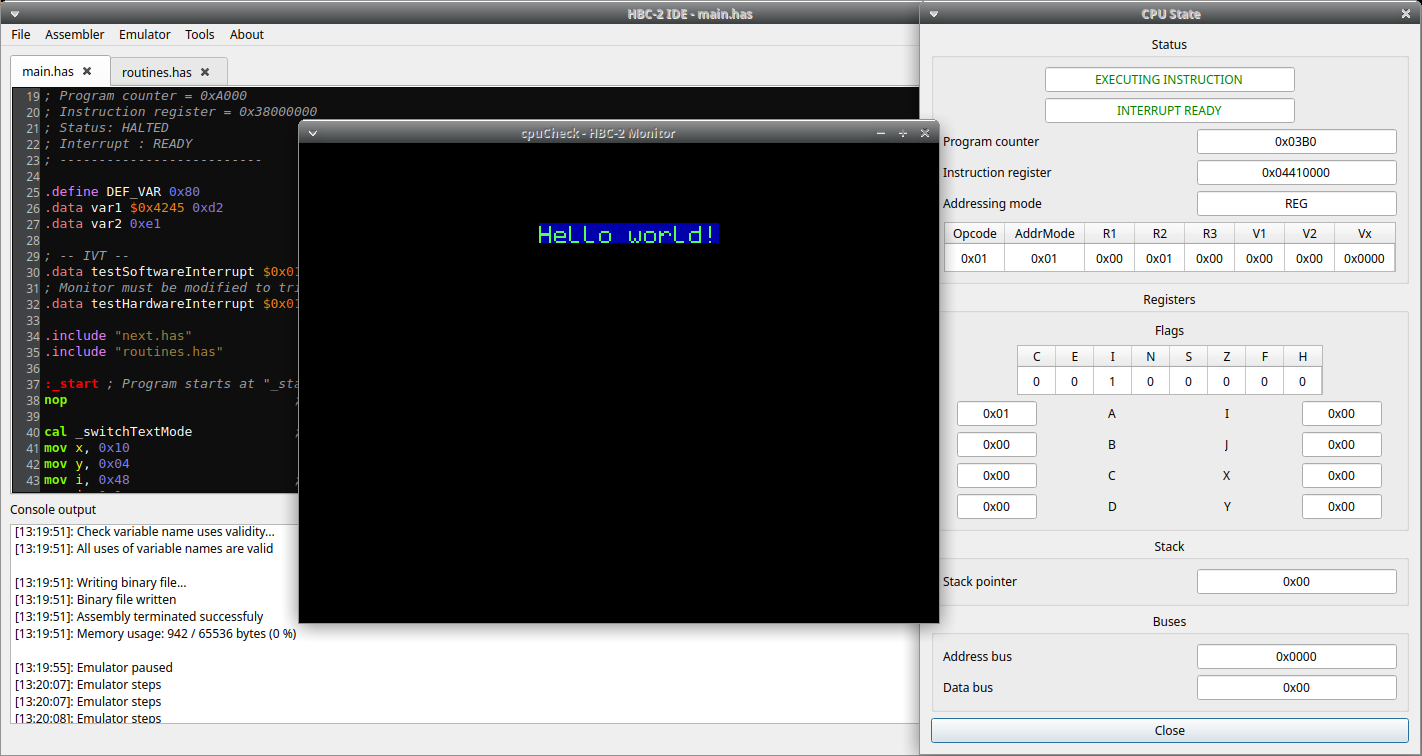 HBC-2 IDE - main.has
File Assembler Emulator Tools About
main.has
routines.has
19 ; Program counter = 0xA000
20 ; Instruction register = 0x38000000
21 ; Status: HALTED
22 ; Interrupt : READY
23 ; --------------------------
24
25 .define DEF_VAR 0x80
26 .data var1 $0x4245 0xd2
27 .data var2 0xe1
28
29 ; -- IVT --
30 .data testSoftwareInterrupt $0x01
31 ; Monitor must be modified to tri
32 .data testHardwareInterrupt $0x01
33
34 .include "next.has"
35 .include "routines.has"
36
37 :_start ; Program starts at "_sta
38 nop ;
39
40 cal _switchTextMode ;
41 mov x, 0x10
42 mov y, 0x04
43 mov i, 0x48 ;
Console output
[13:19:51]: Check variable name uses validity...
[13:19:51]: All uses of variable names are valid
[13:19:51]: Writing binary file...
[13:19:51]: Binary file written
[13:19:51]: Assembly terminated successfuly
[13:19:51]: Memory usage: 942 / 65536 bytes (0 %)
[13:19:55]: Emulator paused
[13:20:07]: Emulator steps
[13:20:07]: Emulator steps
[13:20:08]: Emulator steps
cpuCheck - HBC-2 Monitor
Hello world!
CPU State
Status
EXECUTING INSTRUCTION
INTERRUPT READY
Program counter 0x03B0
Instruction register 0x04410000
Addressing mode REG
Opcode AddrMode R1 R2 R3 V1 V2 Vx
0x01 0x01 0x00 0x01 0x00 0x00 0x00 0x0000
Registers
Flags
C E I N S Z F H
0 0 1 0 0 0 0 0
0x01 A I 0x00
0x00 B J 0x00
0x00 C X 0x00
0x00 D Y 0x00
Stack
Stack pointer 0x00
Buses
Address bus 0x0000
Data bus 0x00
Close